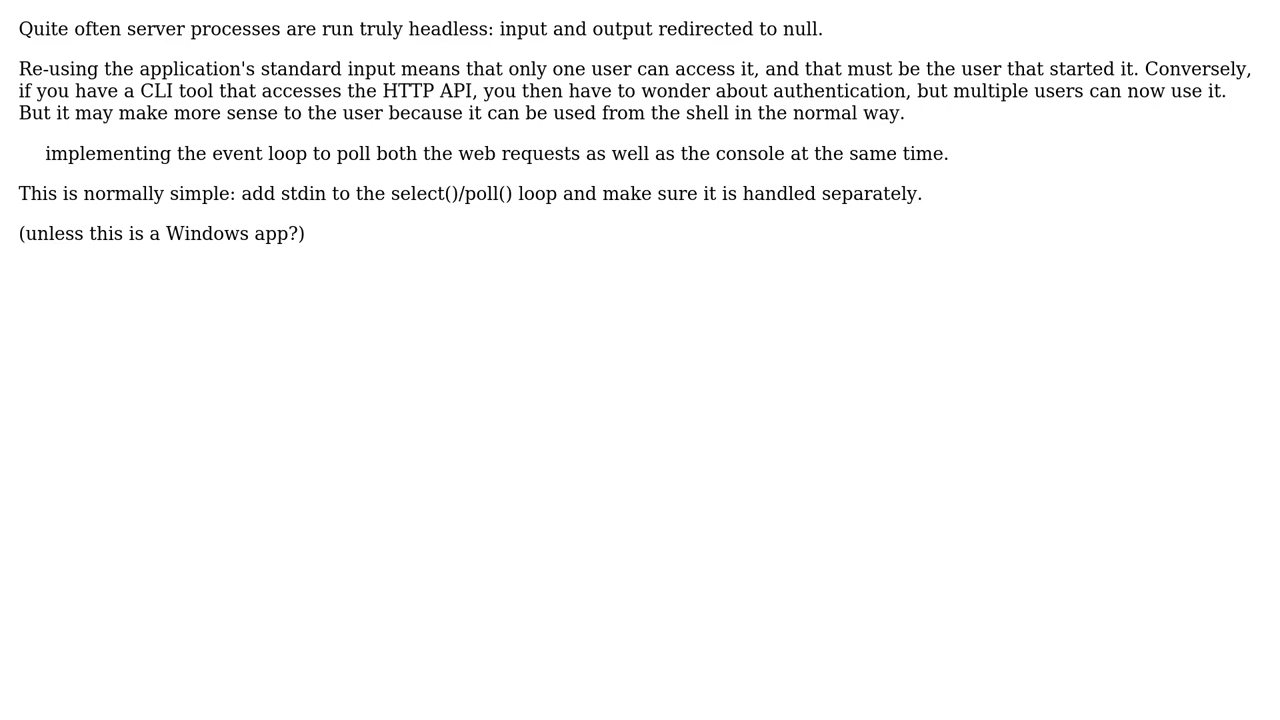 Quite often server processes are run truly headless: input and output redirected to null.
Re-using the application's standard input means that only one user can access it, and that must be the user that started it. Conversely,
if you have a CLI tool that accesses the HTTP API, you then have to wonder about authentication, but multiple users can now use it.
But it may make more sense to the user because it can be used from the shell in the normal way.
implementing the event loop to poll both the web requests as well as the console at the same time.
This is normally simple: add stdin to the select()/poll() loop and make sure it is handled separately.
(unless this is a Windows app?)